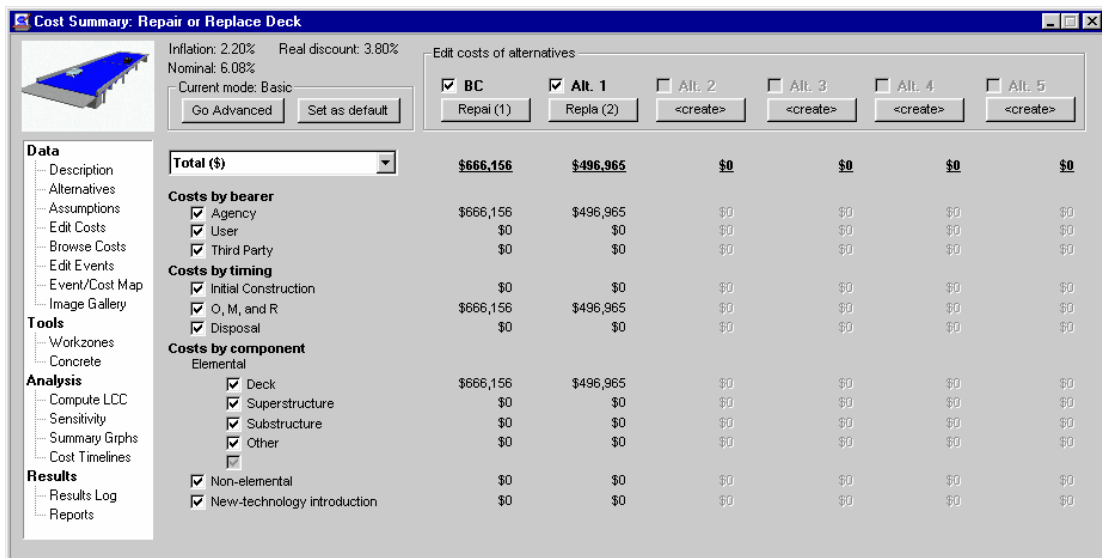 Cost Summary: Repair or Replace Deck
Inflation: 2.20% Real discount: 3.80%
Nominal: 6.08%
Current mode: Basic
Go Advanced Set as default
Edit costs of alternatives
BC Alt. 1 Alt. 2 Alt. 3 Alt. 4 Alt. 5
Repai (1) Repla (2) <create> <create> <create> <create>
Data
Description
Alternatives
Assumptions
Edit Costs
Browse Costs
Edit Events
Event/Cost Map
Image Gallery
Tools
Workzones
Concrete
Analysis
Compute LCC
Sensitivity
Summary Grphs
Cost Timelines
Results
Results Log
Reports
Total ($) $666,156 $496,965 $0 $0 $0 $0
Costs by bearer
Agency $666,156 $496,965 $0 $0 $0 $0
User $0 $0 $0 $0 $0 $0
Third Party $0 $0 $0 $0 $0 $0
Costs by timing
Initial Construction $0 $0 $0 $0 $0 $0
O, M, and R $666,156 $496,965 $0 $0 $0 $0
Disposal $0 $0 $0 $0 $0 $0
Costs by component
Elemental
Deck $666,156 $496,965 $0 $0 $0 $0
Superstructure $0 $0 $0 $0 $0 $0
Substructure $0 $0 $0 $0 $0 $0
Other $0 $0 $0 $0 $0 $0
Non-elemental $0 $0 $0 $0 $0 $0
New-technology introduction $0 $0 $0 $0 $0 $0